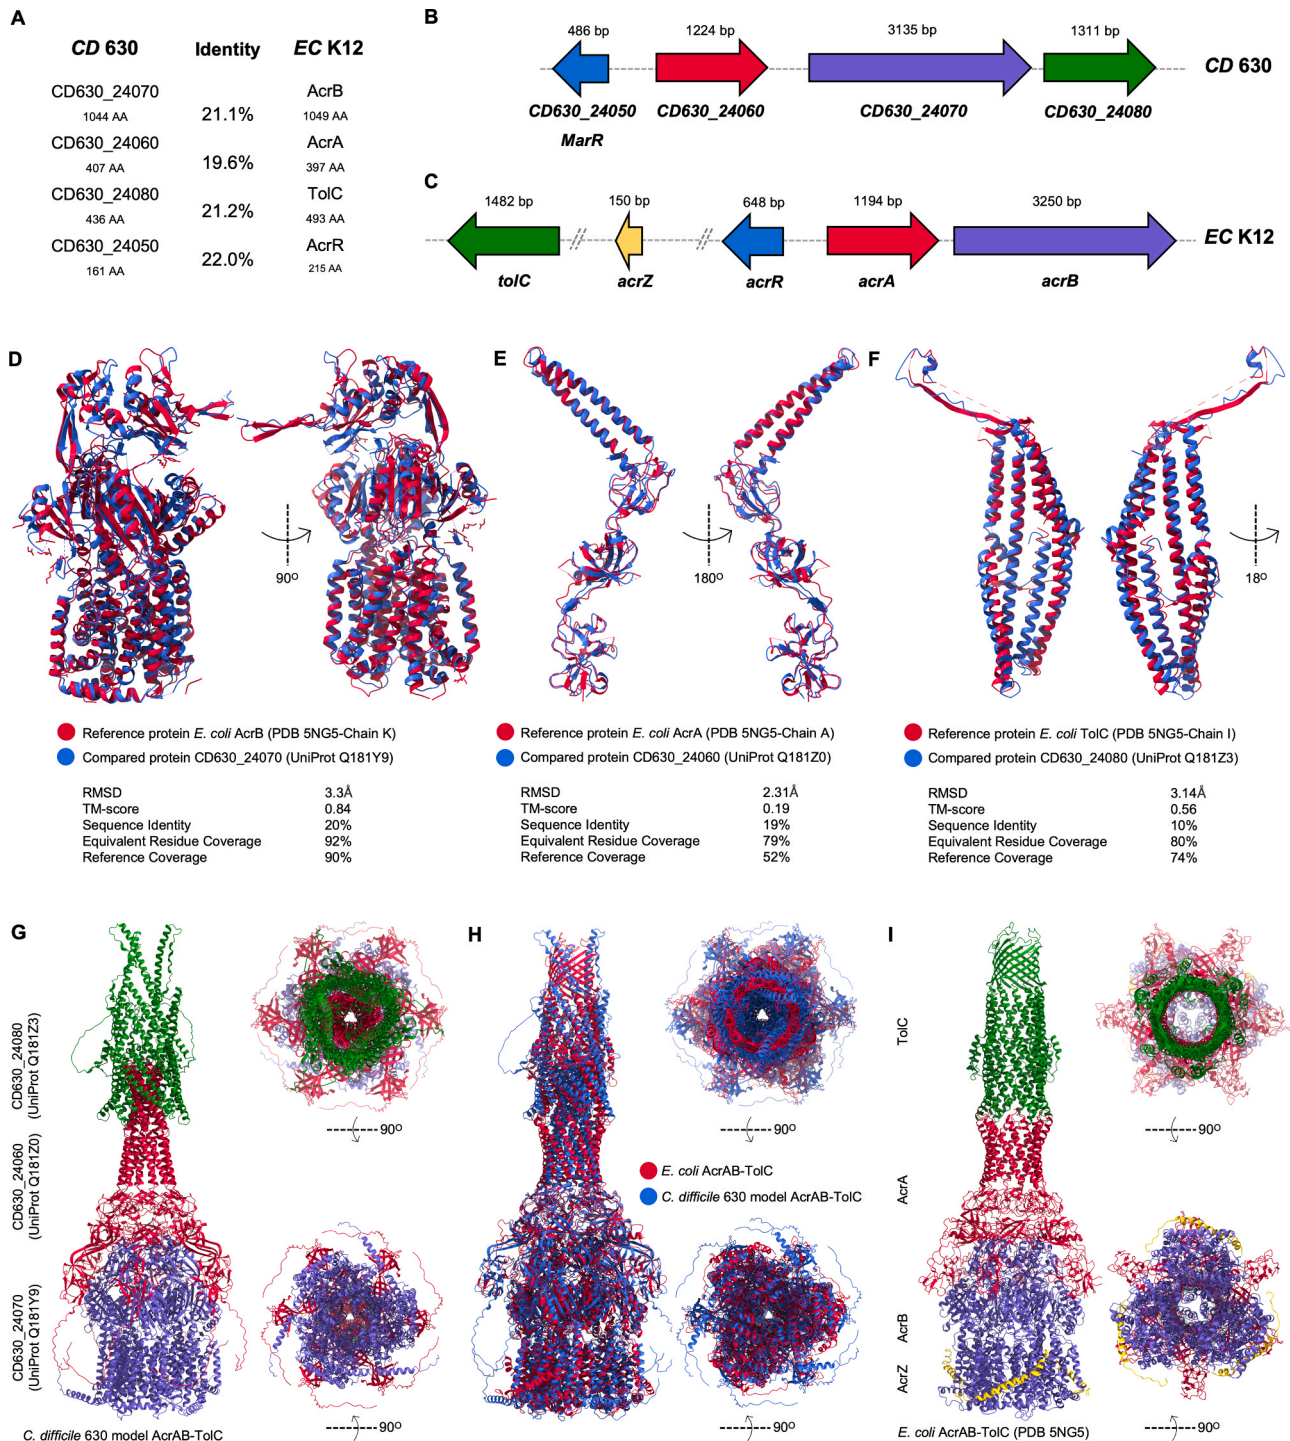 A
CD 630 Identity EC K12
CD630_24070 AcrB
1044 AA 21.1% 1049 AA
CD630_24060 AcrA
407 AA 19.6% 397 AA
CD630_24080 TolC
436 AA 21.2% 493 AA
CD630_24050 AcrR
161 AA 22.0% 215 AA
B
486 bp 1224 bp 3135 bp 1311 bp
CD 630
CD630_24050 CD630_24060 CD630_24070 CD630_24080
MarR
C
1482 bp 150 bp 648 bp 1194 bp 3250 bp
EC K12
tolC acrZ acrR acrA acrB
D
90°
Reference protein E. coli AcrB (PDB 5NG5-Chain K)
Compared protein CD630_24070 (UniProt Q181Y9)
RMSD 3.3Å
TM-score 0.84
Sequence Identity 20%
Equivalent Residue Coverage 92%
Reference Coverage 90%
E
180°
Reference protein E. coli AcrA (PDB 5NG5-Chain A)
Compared protein CD630_24060 (UniProt Q181Z0)
RMSD 2.31Å
TM-score 0.19
Sequence Identity 19%
Equivalent Residue Coverage 79%
Reference Coverage 52%
F
18°
Reference protein E. coli TolC (PDB 5NG5-Chain I)
Compared protein CD630_24080 (UniProt Q181Z3)
RMSD 3.14Å
TM-score 0.56
Sequence Identity 10%
Equivalent Residue Coverage 80%
Reference Coverage 74%
G
CD630_24080
(UniProt Q181Z3)
CD630_24060
(UniProt Q181Z0)
CD630_24070
(UniProt Q181Y9)
90°
90°
C. difficile 630 model AcrAB-TolC
H
90°
E. coli AcrAB-TolC
C. difficile 630 model AcrAB-TolC
90°
I
TolC
AcrA
AcrB
AcrZ
90°
90°
E. coli AcrAB-TolC (PDB 5NG5)